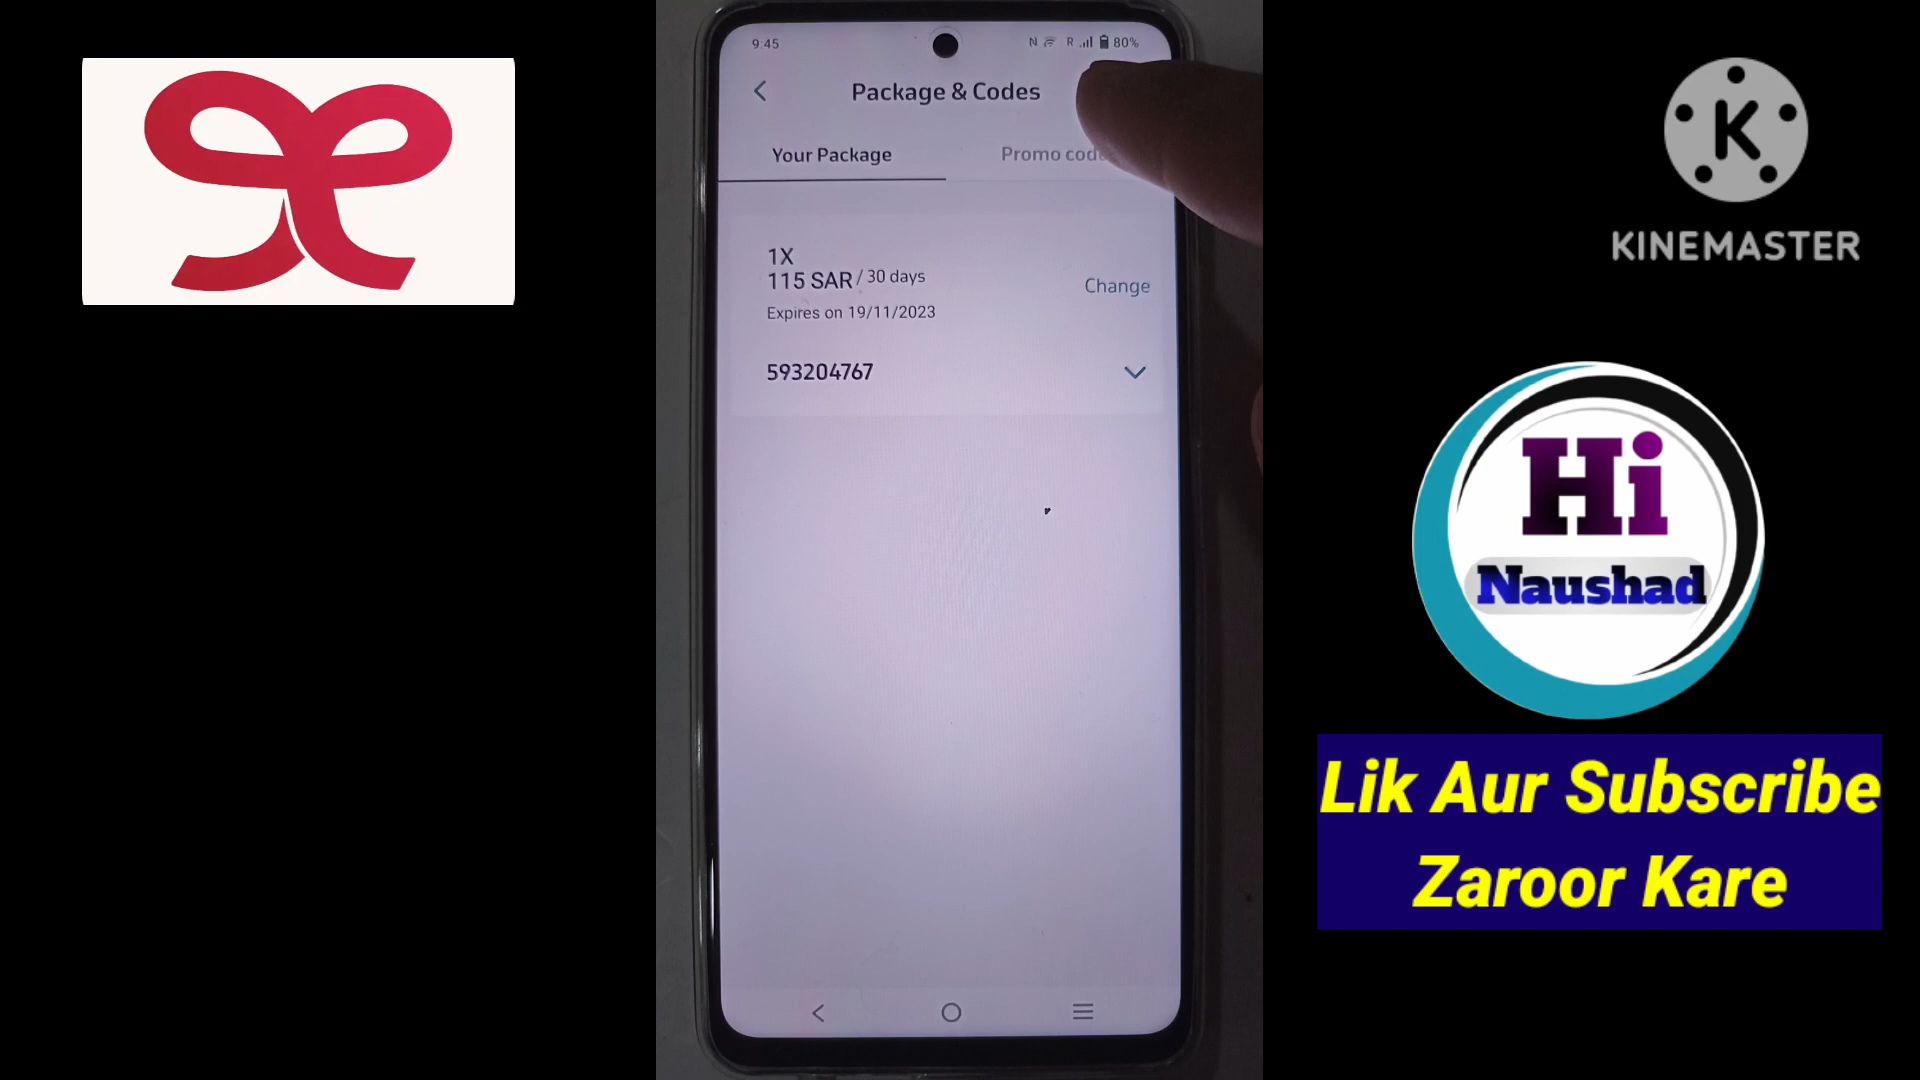 9:45
N R 80%
Package & Codes
Your Package
Promo code
1X
115 SAR / 30 days
Expires on 19/11/2023
Change
593204767
K
KINEMASTER
Hi
Naushad
Lik Aur Subscribe
Zaroor Kare